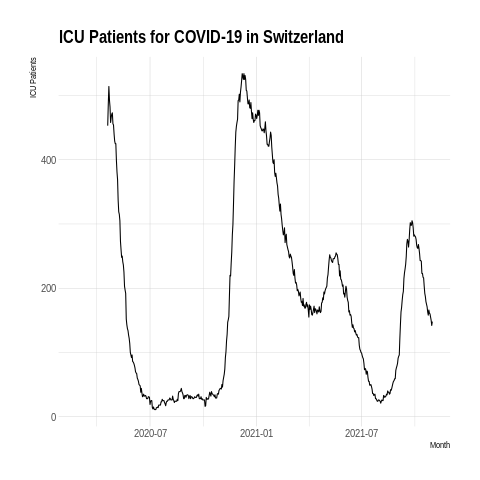 ICU Patients for COVID-19 in Switzerland
ICU Patients
400
200
0
2020-07
2021-01
2021-07
Month